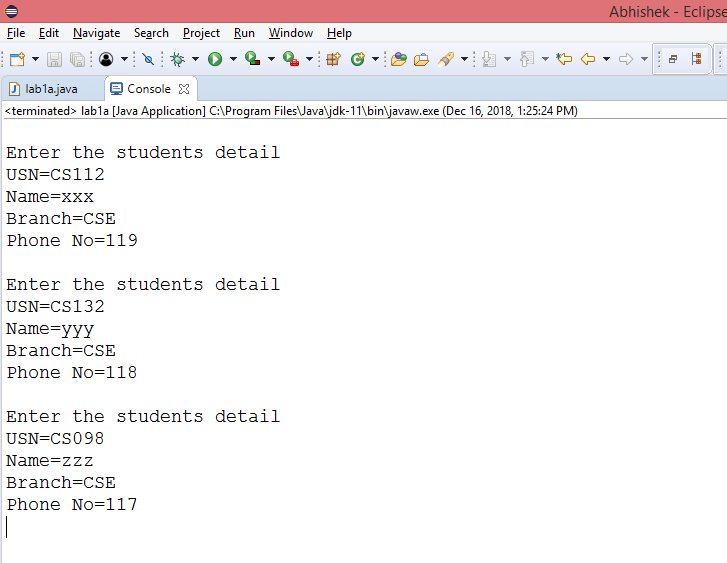 Abhishek - Eclipse
File Edit Navigate Search Project Run Window Help
lab1a.java Console
<terminated> lab1a [Java Application] C:\Program Files\Java\jdk-11\bin\javaw.exe (Dec 16, 2018, 1:25:24 PM)
Enter the students detail
USN=CS112
Name=xxx
Branch=CSE
Phone No=119
Enter the students detail
USN=CS132
Name=yyy
Branch=CSE
Phone No=118
Enter the students detail
USN=CS098
Name=zzz
Branch=CSE
Phone No=117